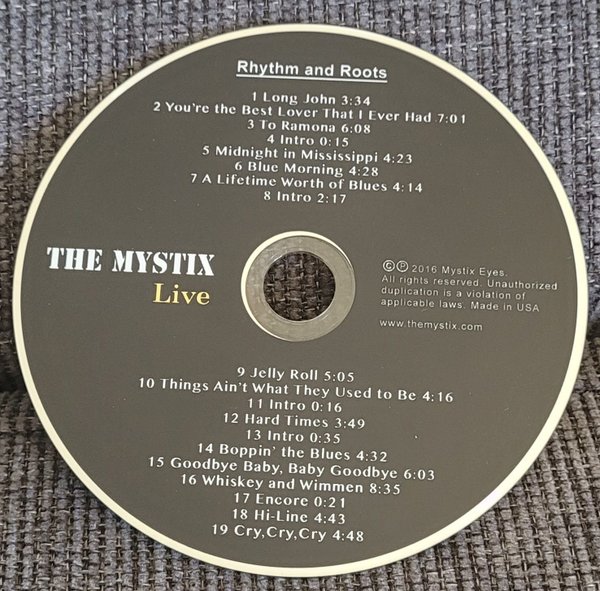 Rhythm and Roots
1 Long John 3:34
2 You're the Best Lover That I Ever Had 7:01
3 To Ramona 6:08
4 Intro 0:15
5 Midnight in Mississippi 4:23
6 Blue Morning 4:28
7 A Lifetime Worth of Blues 4:14
8 Intro 2:17
THE MYSTIX
Live
©℗ 2016 Mystix Eyes.
All rights reserved. Unauthorized
duplication is a violation of
applicable laws. Made in USA
www.themystix.com
9 Jelly Roll 5:05
10 Things Ain't What They Used to Be 4:16
11 Intro 0:16
12 Hard Times 3:49
13 Intro 0:35
14 Boppin' the Blues 4:32
15 Goodbye Baby, Baby Goodbye 6:03
16 Whiskey and Wimmen 8:35
17 Encore 0:21
18 Hi-Line 4:43
19 Cry,Cry,Cry 4:48